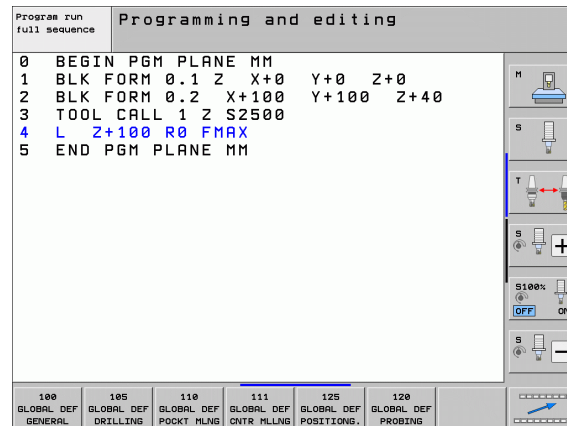 Program run
full sequence
Programming and editing
0 BEGIN PGM PLANE MM
1 BLK FORM 0.1 Z X+0 Y+0 Z+0
2 BLK FORM 0.2 X+100 Y+100 Z+40
3 TOOL CALL 1 Z S2500
4 L Z+100 R0 FMAX
5 END PGM PLANE MM
M
S
T
S
+
S100%
OFF ON
S
-
100
GLOBAL DEF
GENERAL
105
GLOBAL DEF
DRILLING
110
GLOBAL DEF
POCKT MLNG
111
GLOBAL DEF
CNTR MLLNG
125
GLOBAL DEF
POSITIONG.
120
GLOBAL DEF
PROBING